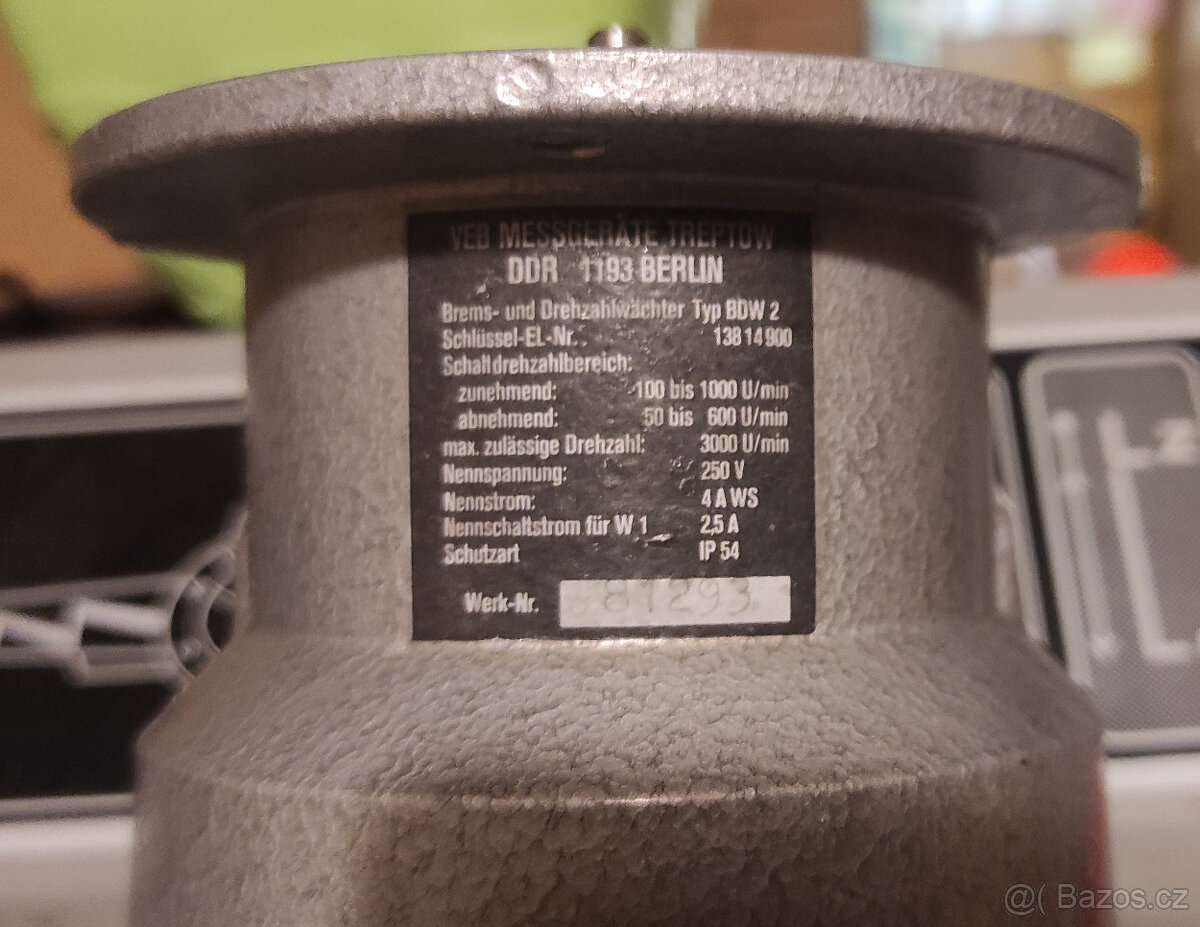 VEB MESSGERÄTE TREPTOW
DDR 1193 BERLIN
Brems- und Drehzahlwächter Typ BDW 2
Schlüssel-EL-Nr.. 138 14 900
Schaltdrehzahlbereich:
zunehmend: 100 bis 1000 U/min
abnehmend: 50 bis 600 U/min
max. zulässige Drehzahl: 3000 U/min
Nennspannung: 250 V
Nennstrom: 4 A WS
Nennschaltstrom für W 1 2,5 A
Schutzart IP 54
Werk-Nr. 81293
L2
L
@( Bazos.cz